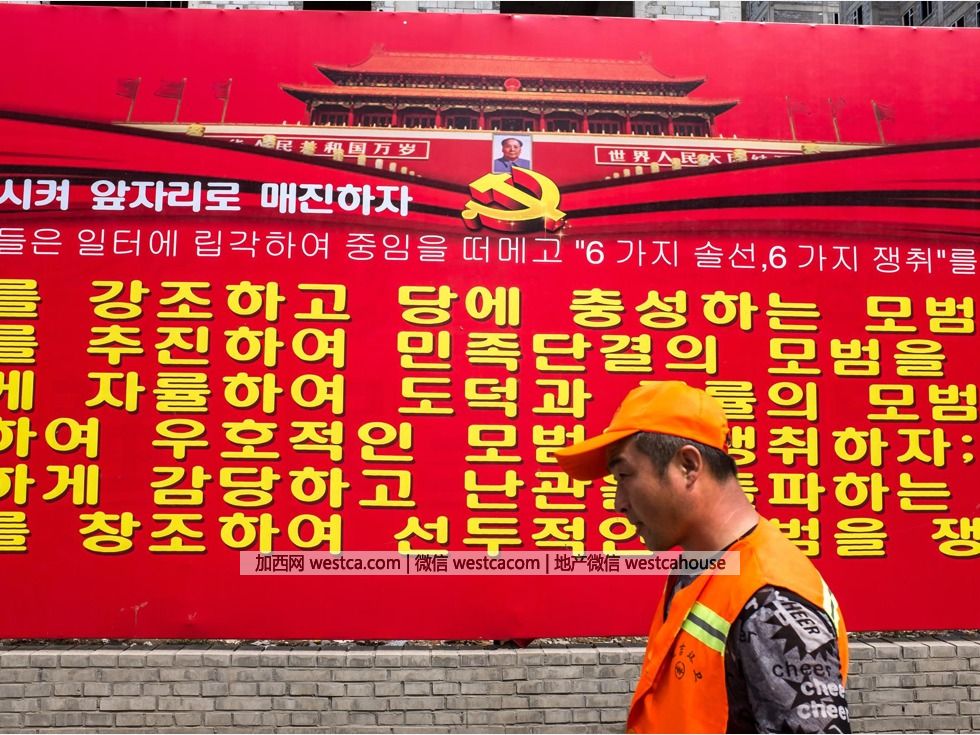 人民共和国万岁
世界人民大
시켜 앞자리로 매진하자
들은 일터에 립각하여 중임을 떠메고 "6 가지 솔선,6 가지 쟁취"를
를 강조하고 당에 충성하는 모범
를 추진하여 민족단결의 모범을
게 자률하여 도덕과 률의 모범
하여 우호적인 모범 쟁취하자;
하게 감당하고 난관을 돌파하는
를 창조하여 선두적인 범을 쟁
加西网 westca.com | 微信 westcacom | 地产微信 westcahouse
CHEER
cheer
cheer
cheer